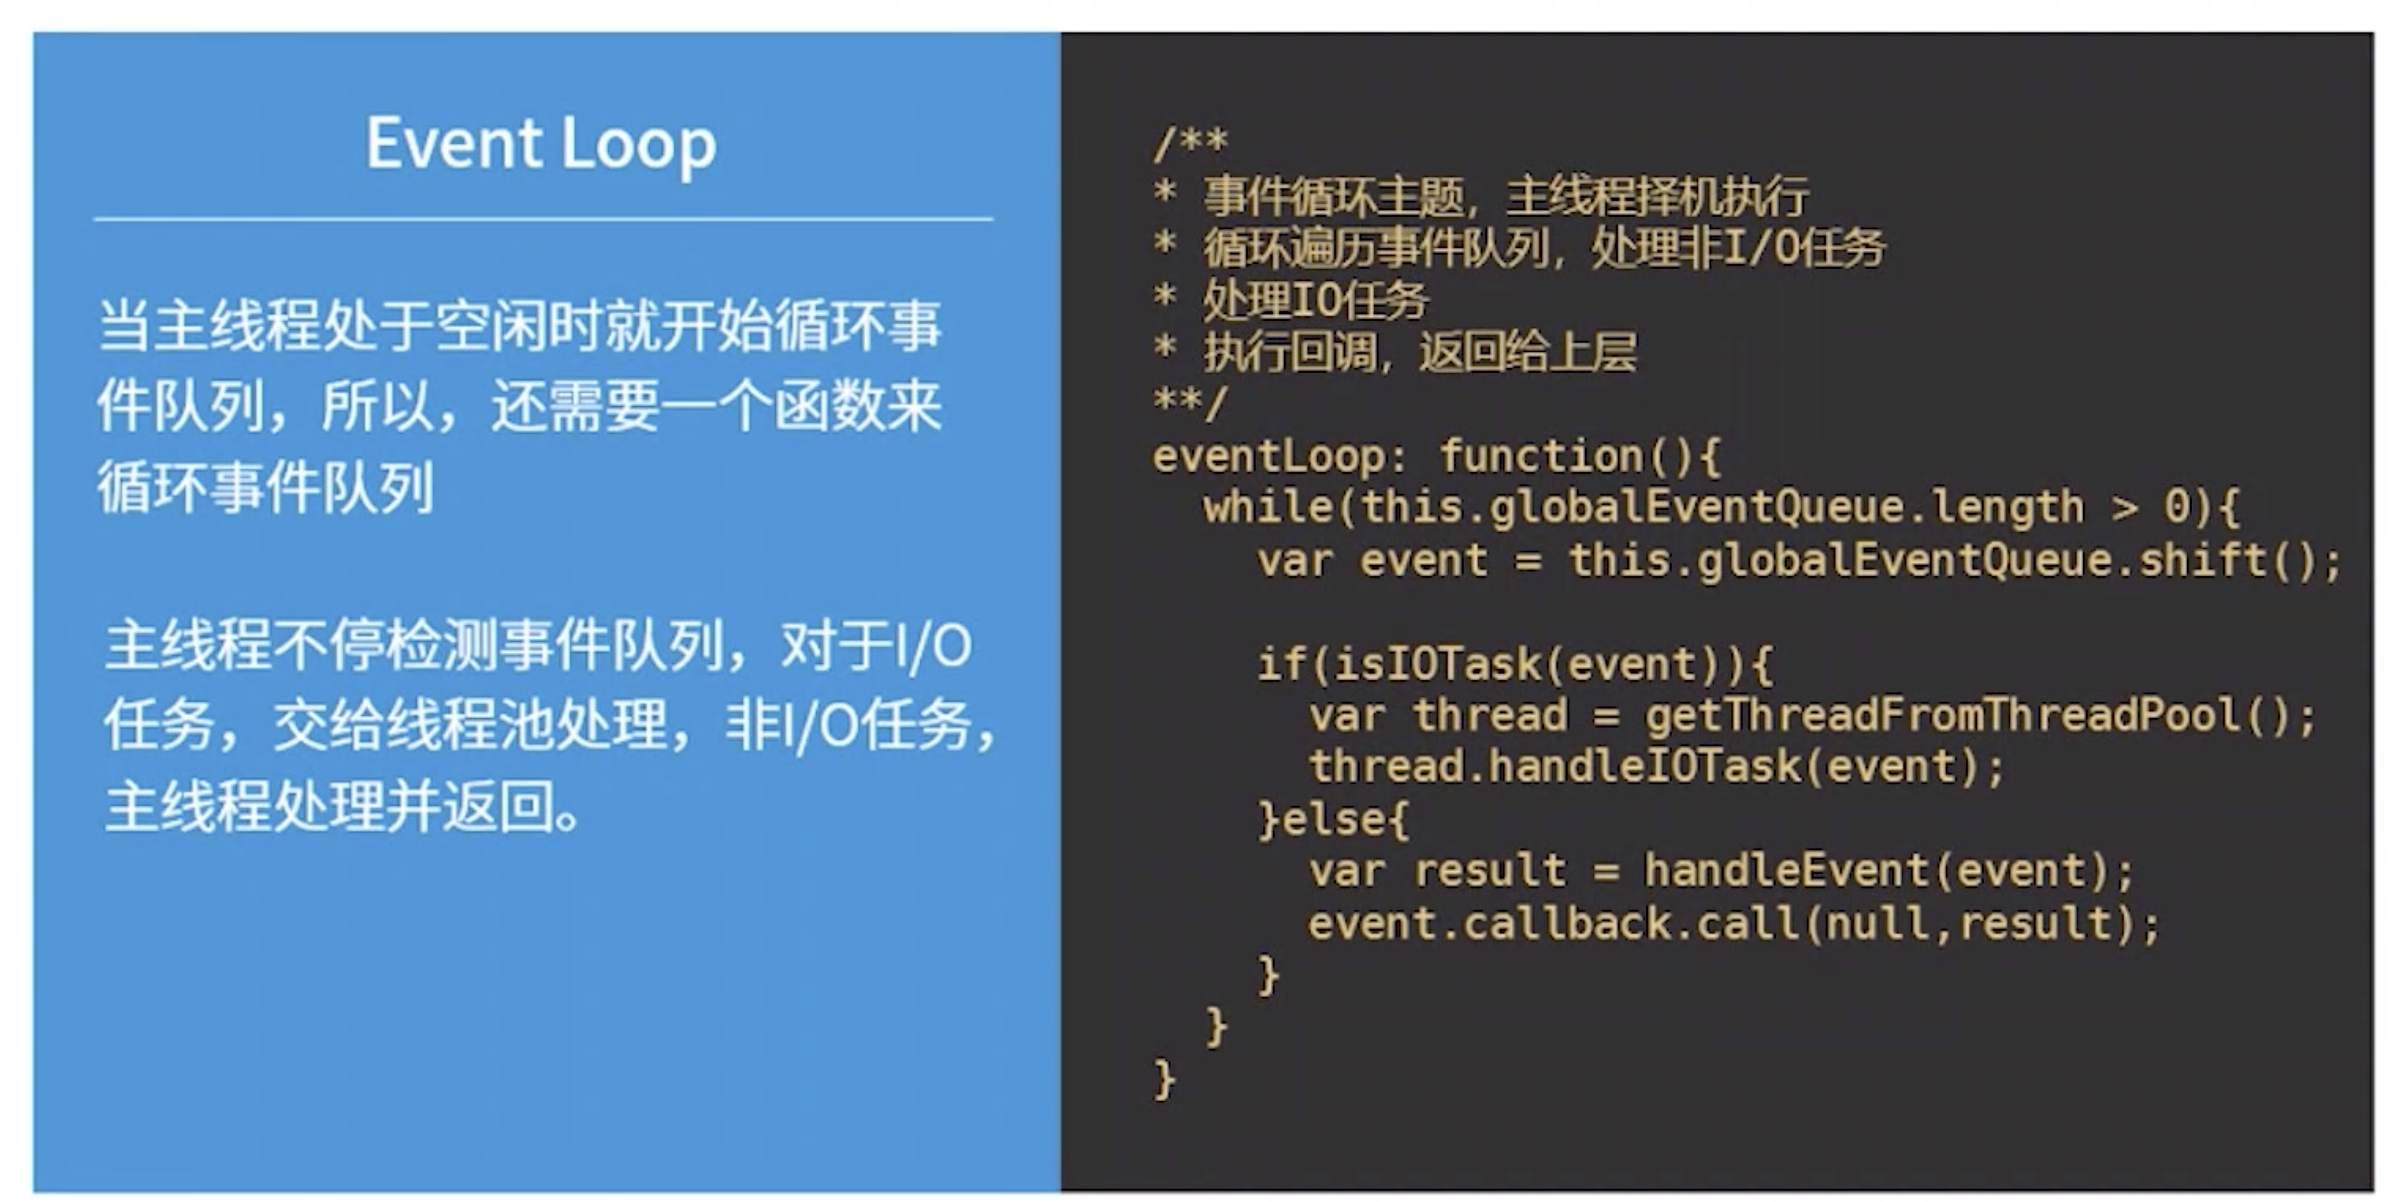 Event Loop
当主线程处于空闲时就开始循环事
件队列，所以，还需要一个函数来
循环事件队列
主线程不停检测事件队列，对于I/O
任务，交给线程池处理，非I/O任务，
主线程处理并返回。
/**
* 事件循环主题，主线程择机执行
* 循环遍历事件队列，处理非I/O任务
* 处理IO任务
* 执行回调，返回给上层
**/
eventLoop: function(){
  while(this.globalEventQueue.length > 0){
    var event = this.globalEventQueue.shift();
    if(isIOTask(event)){
      var thread = getThreadFromThreadPool();
      thread.handleIOTask(event);
    }else{
      var result = handleEvent(event);
      event.callback.call(null,result);
    }
  }
}